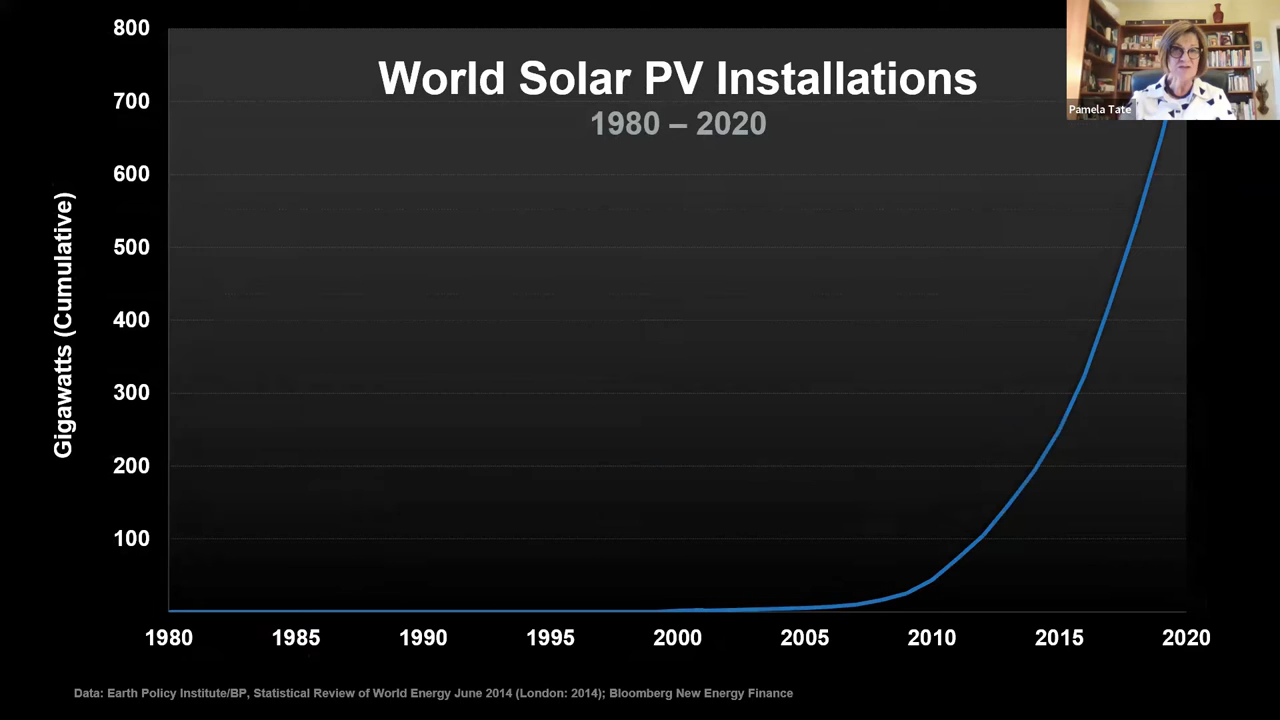 World Solar PV Installations
1980 – 2020
Pamela Tate
Gigawatts (Cumulative)
800
700
600
500
400
300
200
100
1980 1985 1990 1995 2000 2005 2010 2015 2020
Data: Earth Policy Institute/BP, Statistical Review of World Energy June 2014 (London: 2014); Bloomberg New Energy Finance